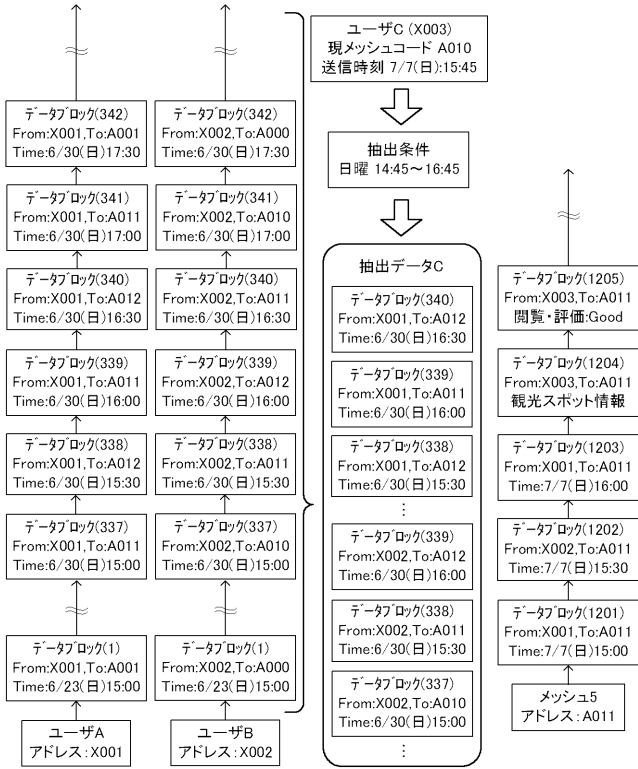 データブロック(342)
From:X001,To:A001
Time:6/30(日)17:30
データブロック(341)
From:X001,To:A011
Time:6/30(日)17:00
データブロック(340)
From:X001,To:A012
Time:6/30(日)16:30
データブロック(339)
From:X001,To:A011
Time:6/30(日)16:00
データブロック(338)
From:X001,To:A012
Time:6/30(日)15:30
データブロック(337)
From:X001,To:A011
Time:6/30(日)15:00
データブロック(1)
From:X001,To:A001
Time:6/23(日)15:00
ユーザA
アドレス:X001
データブロック(342)
From:X002,To:A000
Time:6/30(日)17:30
データブロック(341)
From:X002,To:A010
Time:6/30(日)17:00
データブロック(340)
From:X002,To:A011
Time:6/30(日)16:30
データブロック(339)
From:X002,To:A012
Time:6/30(日)16:00
データブロック(338)
From:X002,To:A011
Time:6/30(日)15:30
データブロック(337)
From:X002,To:A010
Time:6/30(日)15:00
データブロック(1)
From:X002,To:A000
Time:6/23(日)15:00
ユーザB
アドレス:X002
ユーザC (X003)
現メッシュコード A010
送信時刻 7/7(日):15:45
抽出条件
日曜 14:45～16:45
抽出データC
データブロック(340)
From:X001,To:A012
Time:6/30(日)16:30
データブロック(339)
From:X001,To:A011
Time:6/30(日)16:00
データブロック(338)
From:X001,To:A012
Time:6/30(日)15:30
⋮
データブロック(339)
From:X002,To:A012
Time:6/30(日)16:00
データブロック(338)
From:X002,To:A011
Time:6/30(日)15:30
データブロック(337)
From:X002,To:A010
Time:6/30(日)15:00
⋮
データブロック(1205)
From:X003,To:A011
閲覧・評価:Good
データブロック(1204)
From:X003,To:A011
観光スポット情報
データブロック(1203)
From:X001,To:A011
Time:7/7(日)16:00
データブロック(1202)
From:X002,To:A011
Time:7/7(日)15:30
データブロック(1201)
From:X001,To:A011
Time:7/7(日)15:00
メッシュ5
アドレス:A011